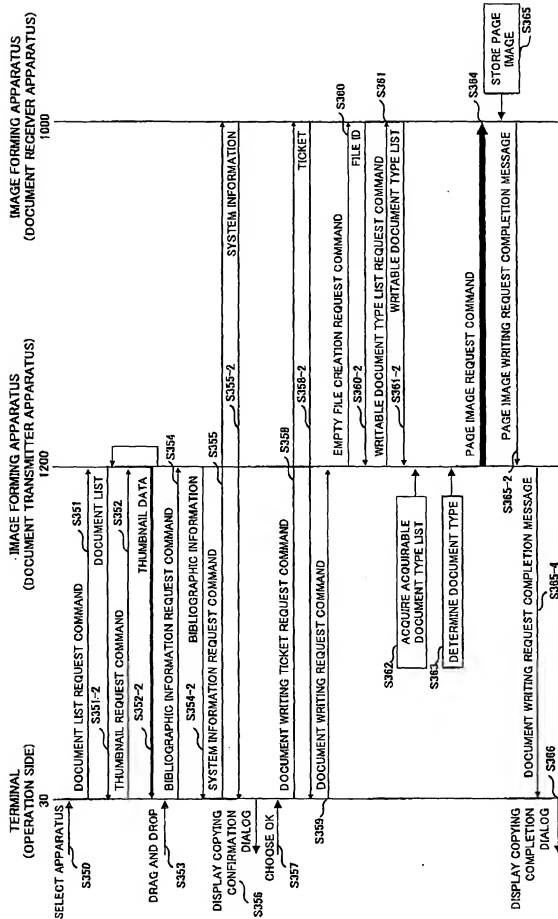 TERMINAL
(OPERATION SIDE)
IMAGE FORMING APPARATUS
(DOCUMENT TRANSMITTER APPARATUS)
IMAGE FORMING APPARATUS
(DOCUMENT RECEIVER APPARATUS)
30
1200
1000
SELECT APPARATUS
S350
DOCUMENT LIST REQUEST COMMAND
S351
S351-2
DOCUMENT LIST
THUMBNAIL REQUEST COMMAND
S352
S352-2
THUMBNAIL DATA
DRAG AND DROP
S353
BIBLIOGRAPHIC INFORMATION REQUEST COMMAND
S354
S354-2
BIBLIOGRAPHIC INFORMATION
SYSTEM INFORMATION REQUEST COMMAND
S355
S355-2
SYSTEM INFORMATION
DISPLAY COPYING
CONFIRMATION
DIALOG
S356
CHOOSE OK
S357
DOCUMENT WRITING TICKET REQUEST COMMAND
S358
S358-2
TICKET
DOCUMENT WRITING REQUEST COMMAND
S359
EMPTY FILE CREATION REQUEST COMMAND
S360
S360-2
FILE ID
WRITABLE DOCUMENT TYPE LIST REQUEST COMMAND
S361
S361-2
WRITABLE DOCUMENT TYPE LIST
S362
ACQUIRE ACQUIRABLE
DOCUMENT TYPE LIST
S363
DETERMINE DOCUMENT TYPE
PAGE IMAGE REQUEST COMMAND
S364
STORE PAGE
IMAGE
S365
PAGE IMAGE WRITING REQUEST COMPLETION MESSAGE
S365-2
DOCUMENT WRITING REQUEST COMPLETION MESSAGE
S365-4
DISPLAY COPYING
COMPLETION
DIALOG
S366